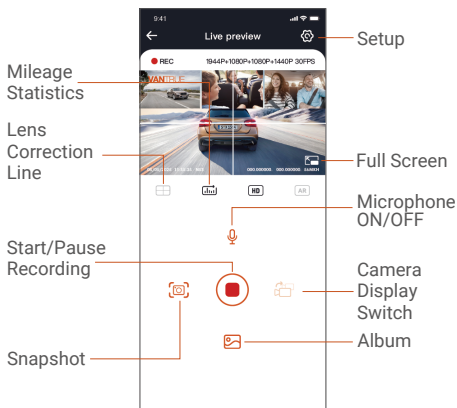 9:41
Live preview
Setup
REC
1944P+1080P+1080P+1440P 30FPS
VANTRUE
Mileage
Statistics
Lens
Correction
Line
Full Screen
HD
AR
Microphone
ON/OFF
Start/Pause
Recording
Camera
Display
Switch
Snapshot
Album